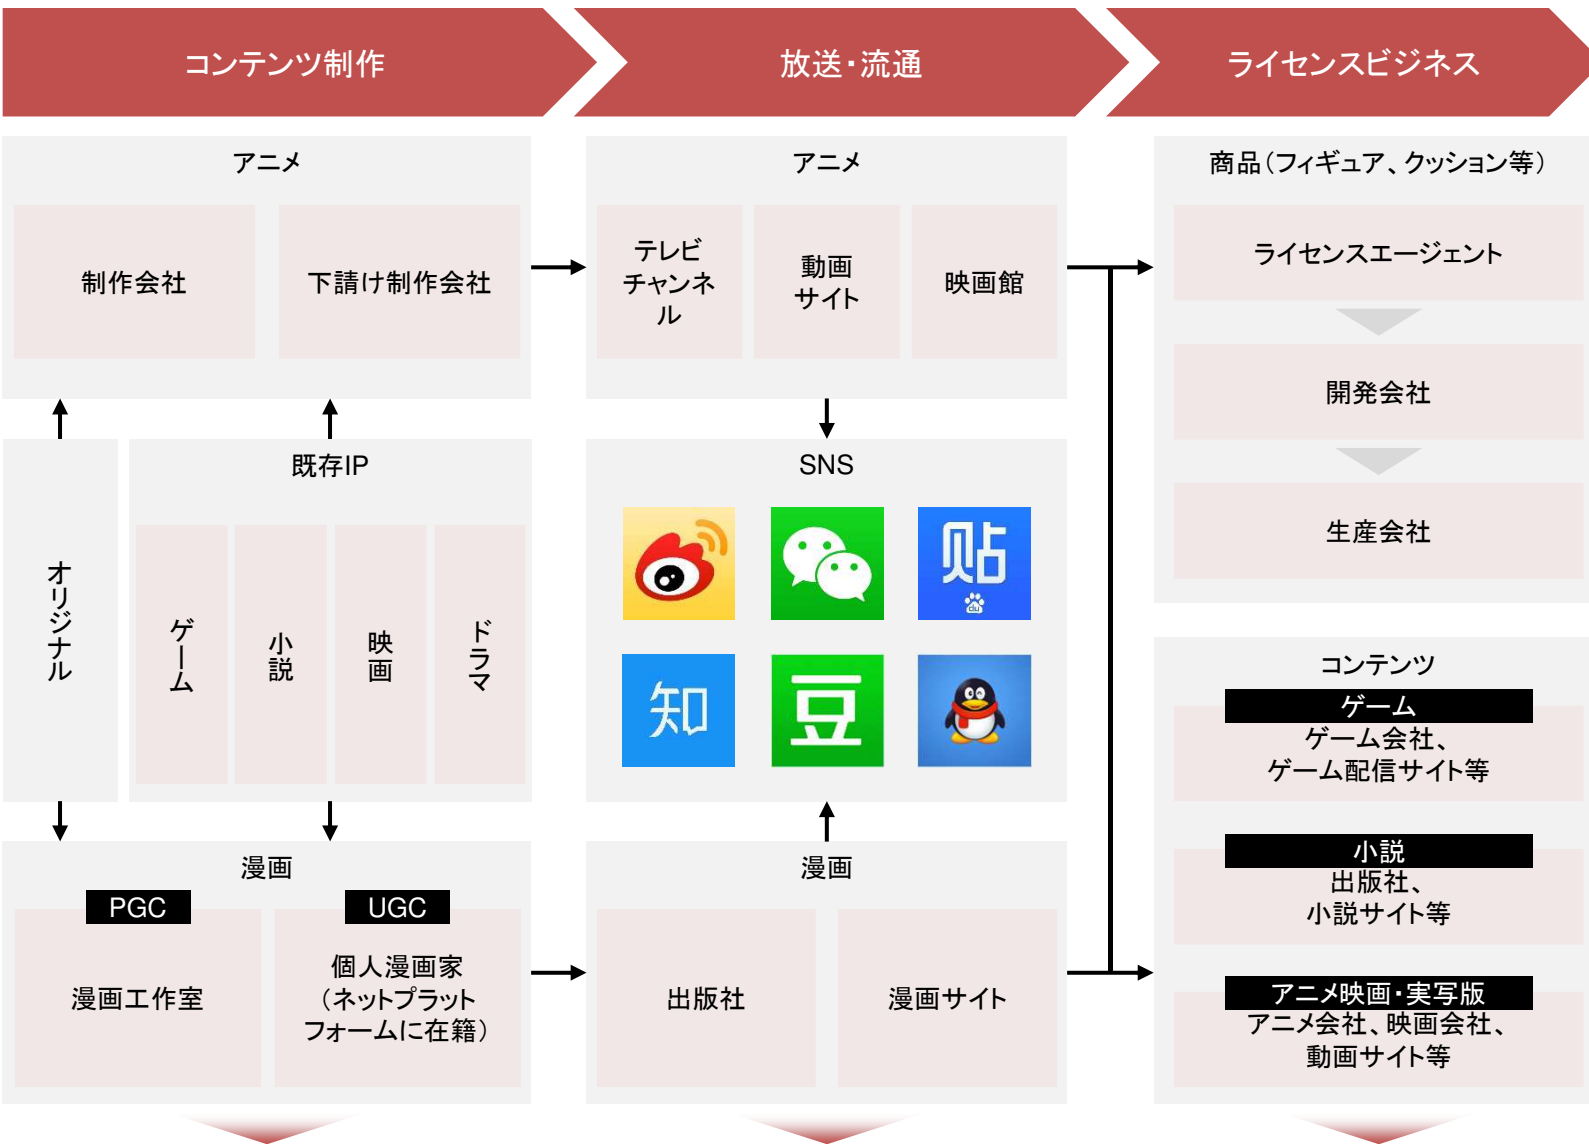 コンテンツ制作
放送・流通
ライセンスビジネス
アニメ
制作会社
下請け制作会社
オリジナル
既存IP
ゲーム
小説
映画
ドラマ
漫画
PGC
漫画工作室
UGC
個人漫画家
（ネットプラット
フォームに在籍）
アニメ
テレビ
チャンネ
ル
動画
サイト
映画館
SNS
贴
du
知
豆
漫画
出版社
漫画サイト
商品（フィギュア、クッション等）
ライセンスエージェント
開発会社
生産会社
コンテンツ
ゲーム
ゲーム会社、
ゲーム配信サイト等
小説
出版社、
小説サイト等
アニメ映画・実写版
アニメ会社、映画会社、
動画サイト等